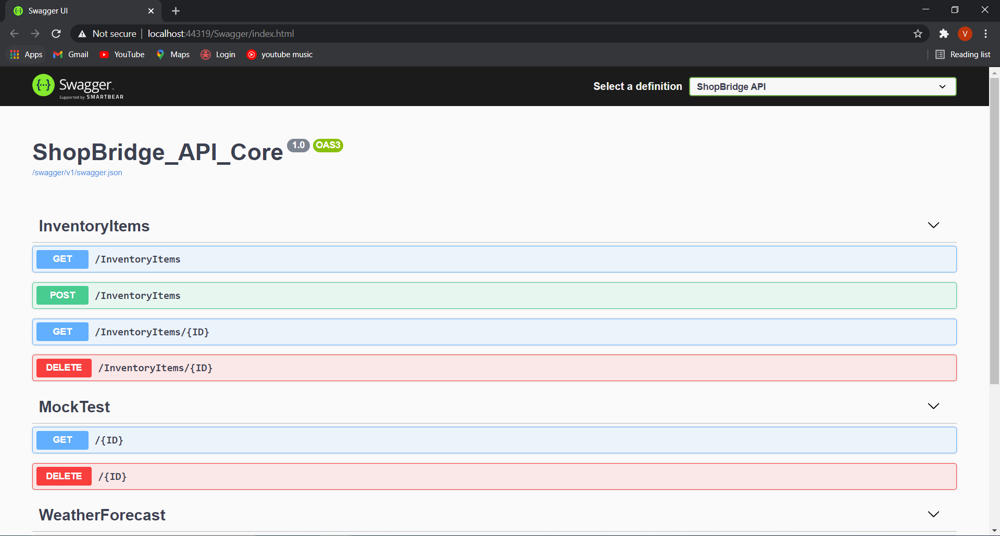 Swagger UI
Not secure localhost:44319/Swagger/index.html
V
Apps Gmail YouTube Maps Login youtube music Reading list
{···} Swagger™
Supported by SMARTBEAR
Select a definition ShopBridge API
ShopBridge_API_Core 1.0 OAS3
/swagger/v1/swagger.json
InventoryItems
GET /InventoryItems
POST /InventoryItems
GET /InventoryItems/{ID}
DELETE /InventoryItems/{ID}
MockTest
GET /{ID}
DELETE /{ID}
WeatherForecast